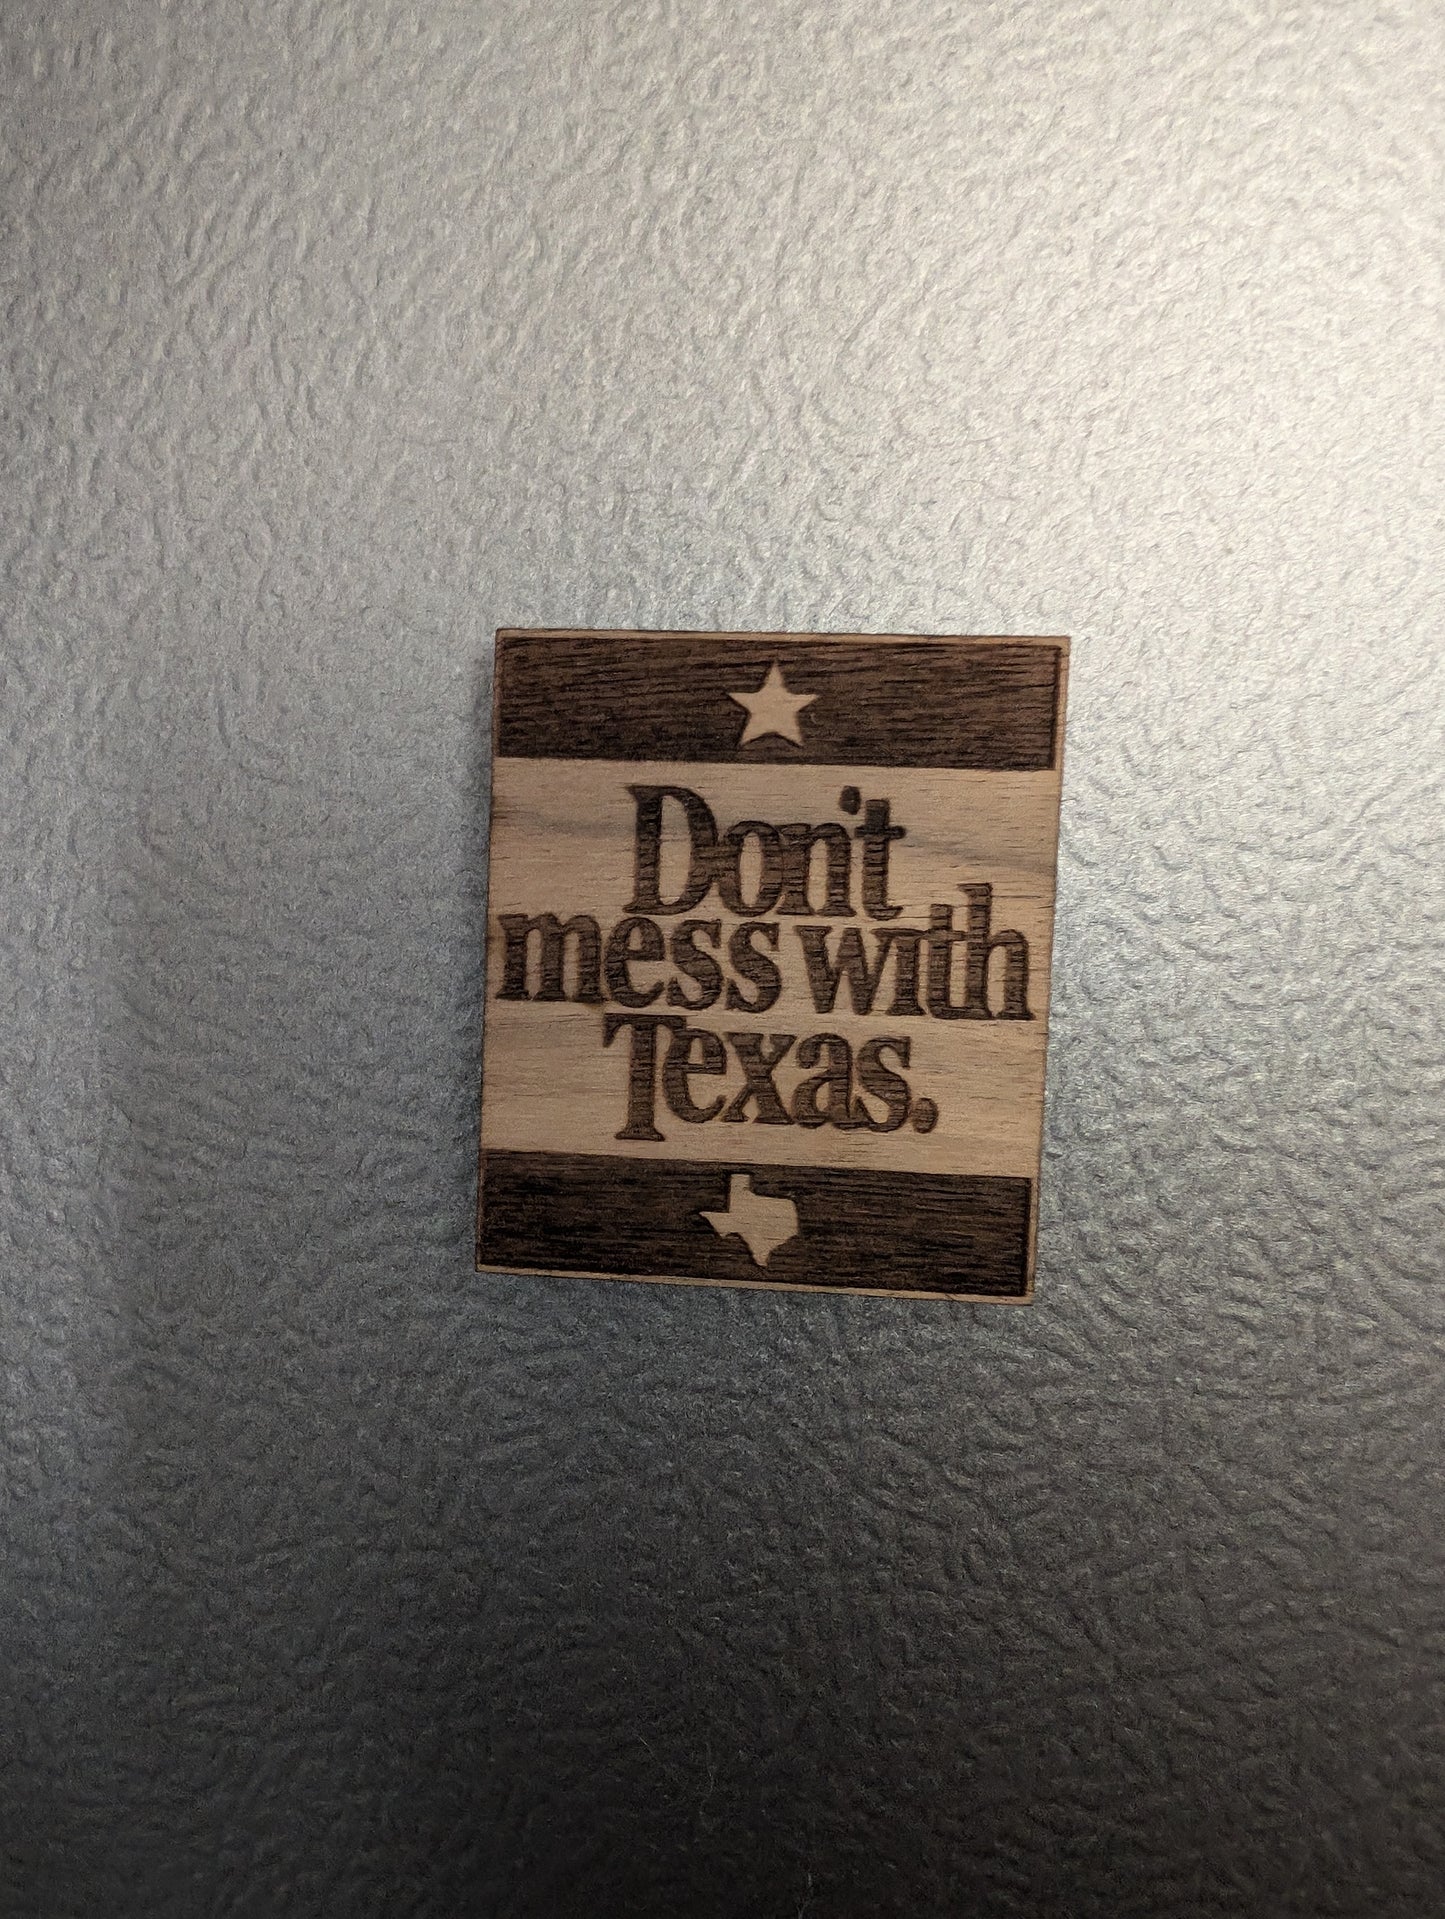 Don't
mess with
Texas.